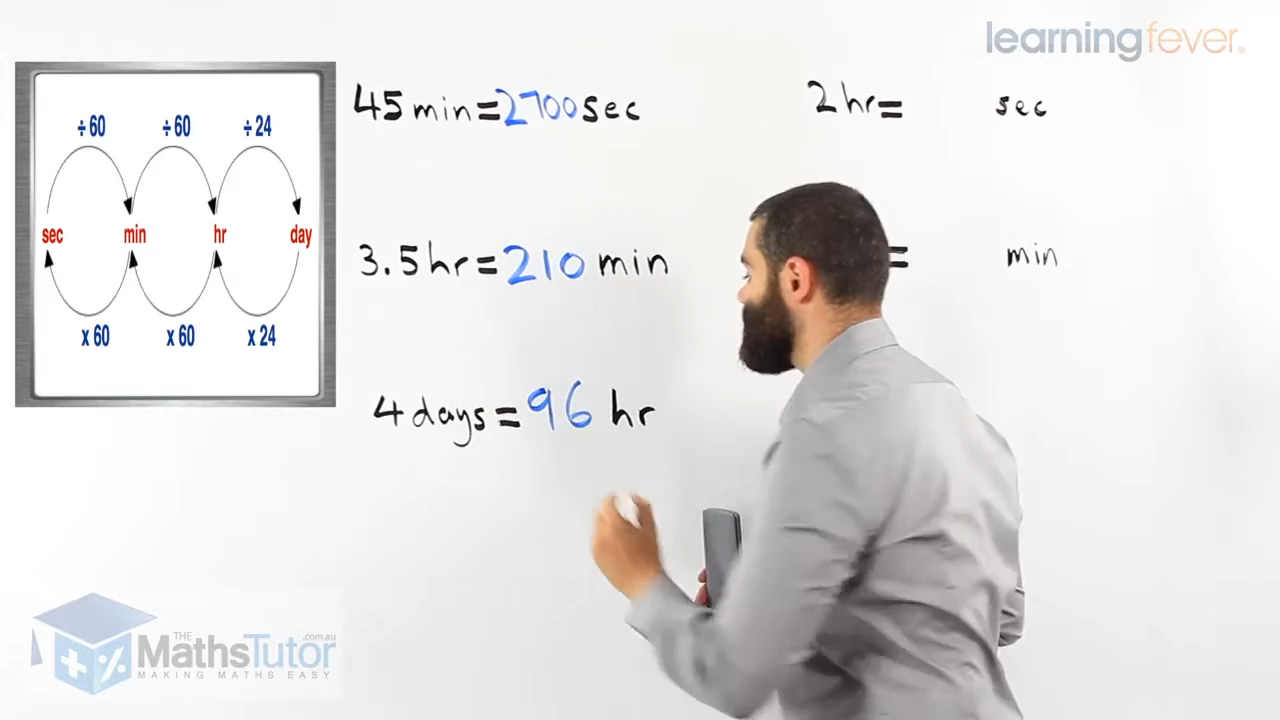 learningfever®
÷ 60 ÷ 60 ÷ 24
sec min hr day
x 60 x 60 x 24
45 min = 2700 sec
3.5 hr = 210 min
4 days = 96 hr
2 hr = sec
= min
THE
MathsTutor .com.au
MAKING MATHS EASY